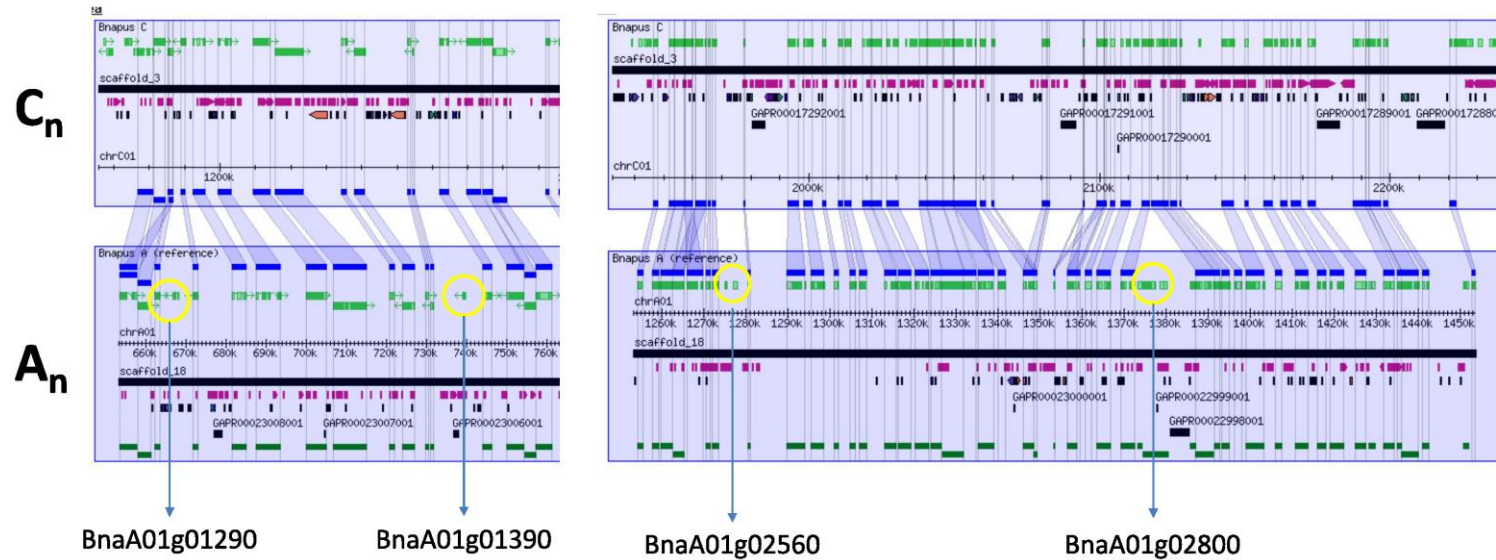 Bnapus C
scaffold_3
chrC01
1200k
Cn
Bnapus A (reference)
chrA01
660k 670k 680k 690k 700k 710k 720k 730k 740k 750k 760k
scaffold_18
GAPR00023008001 GAPR00023007001 GAPR00023006001
An
BnaA01g01290 BnaA01g01390
Bnapus C
scaffold_3
GAPR00017292001 GAPR00017291001 GAPR00017289001 GAPR00017288
GAPR00017290001
chrC01
2000k 2100k 2200k
Bnapus A (reference)
chrA01
1260k 1270k 1280k 1290k 1300k 1310k 1320k 1330k 1340k 1350k 1360k 1370k 1380k 1390k 1400k 1410k 1420k 1430k 1440k 1450k
scaffold_18
GAPR00023000001 GAPR00022999001
GAPR00022998001
BnaA01g02560 BnaA01g02800